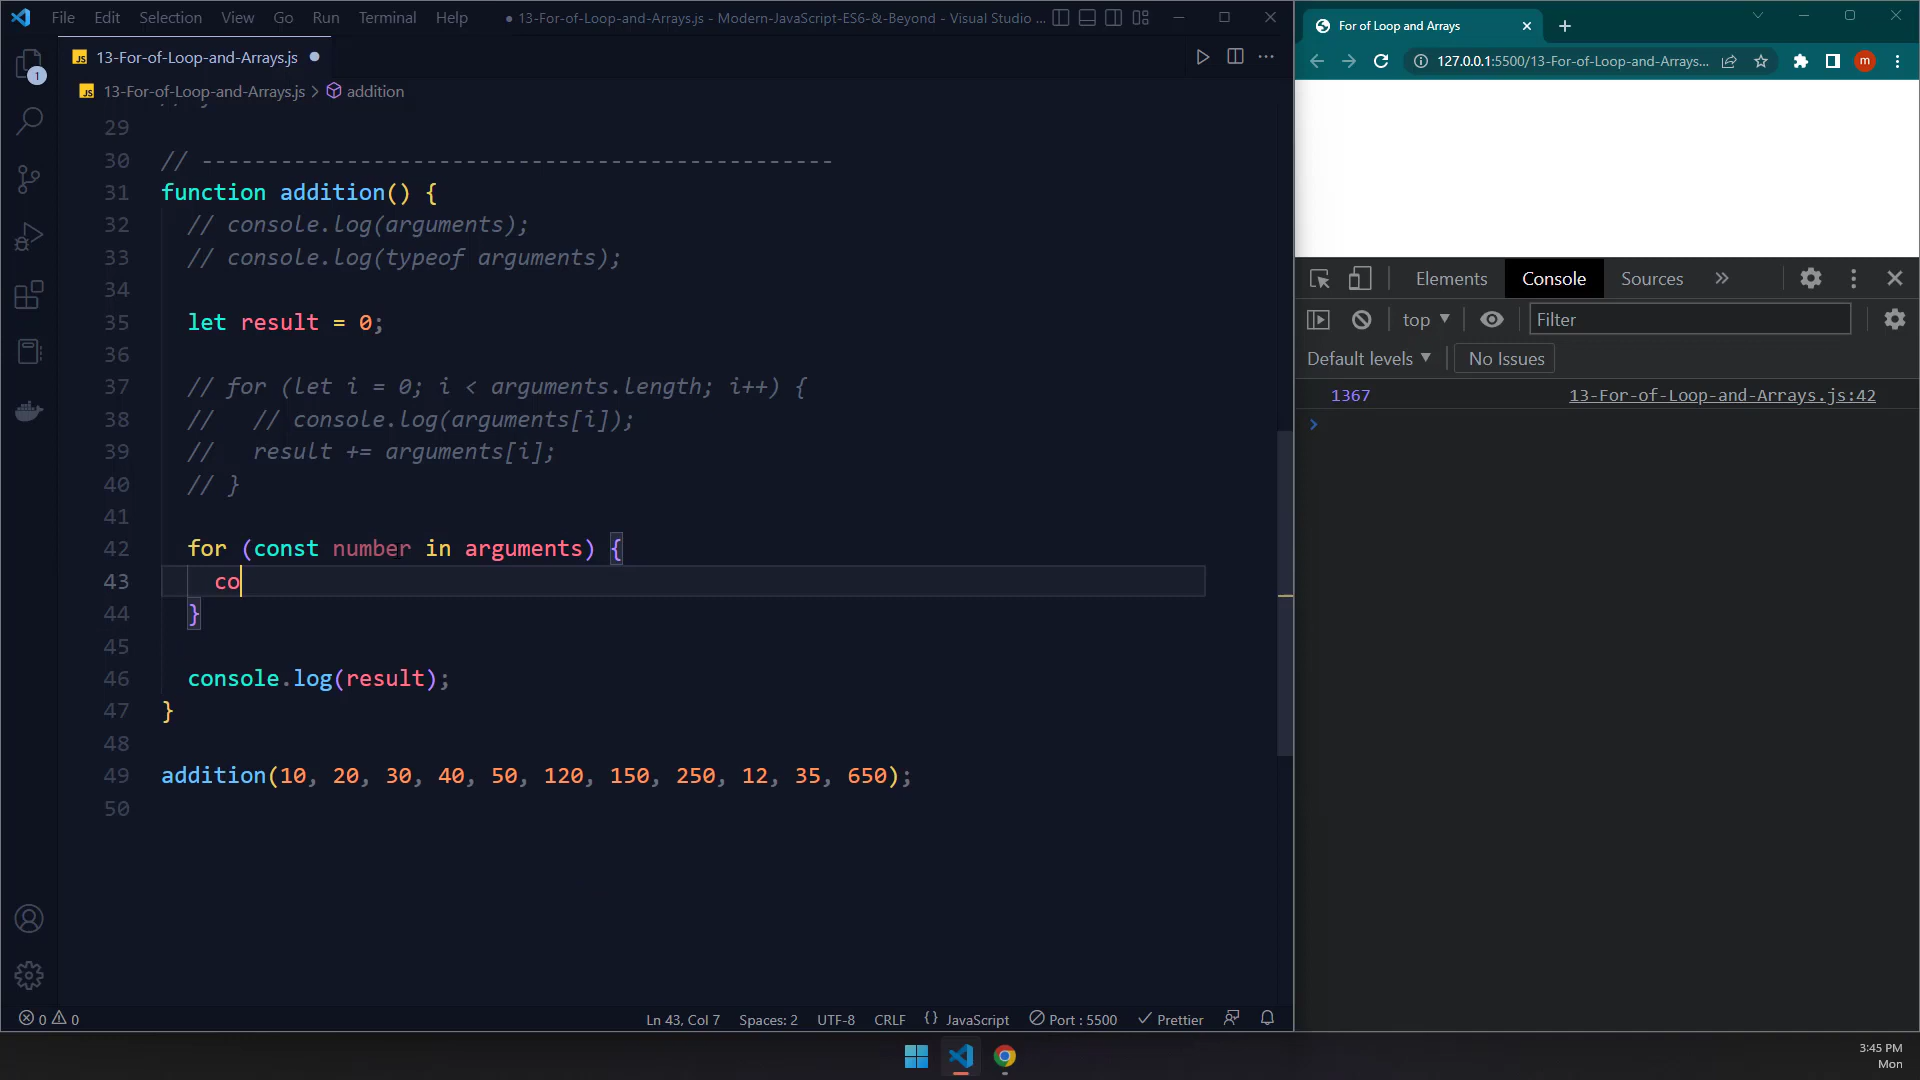 File Edit Selection View Go Run Terminal Help
● 13-For-of-Loop-and-Arrays.js - Modern-JavaScript-ES6-&-Beyond - Visual Studio ...
JS 13-For-of-Loop-and-Arrays.js
JS 13-For-of-Loop-and-Arrays.js > addition
1
29
30 // ------------------------------------------------
31 function addition() {
32 // console.log(arguments);
33 // console.log(typeof arguments);
34
35 let result = 0;
36
37 // for (let i = 0; i < arguments.length; i++) {
38 //   // console.log(arguments[i]);
39 //   result += arguments[i];
40 // }
41
42 for (const number in arguments) {
43 co
44 }
45
46 console.log(result);
47 }
48
49 addition(10, 20, 30, 40, 50, 120, 150, 250, 12, 35, 650);
50
0 0 Ln 43, Col 7 Spaces: 2 UTF-8 CRLF {} JavaScript Port : 5500 Prettier
For of Loop and Arrays
127.0.0.1:5500/13-For-of-Loop-and-Arrays...
m
Elements Console Sources »
top Filter
Default levels No Issues
1367 13-For-of-Loop-and-Arrays.js:42
3:45 PM
Mon